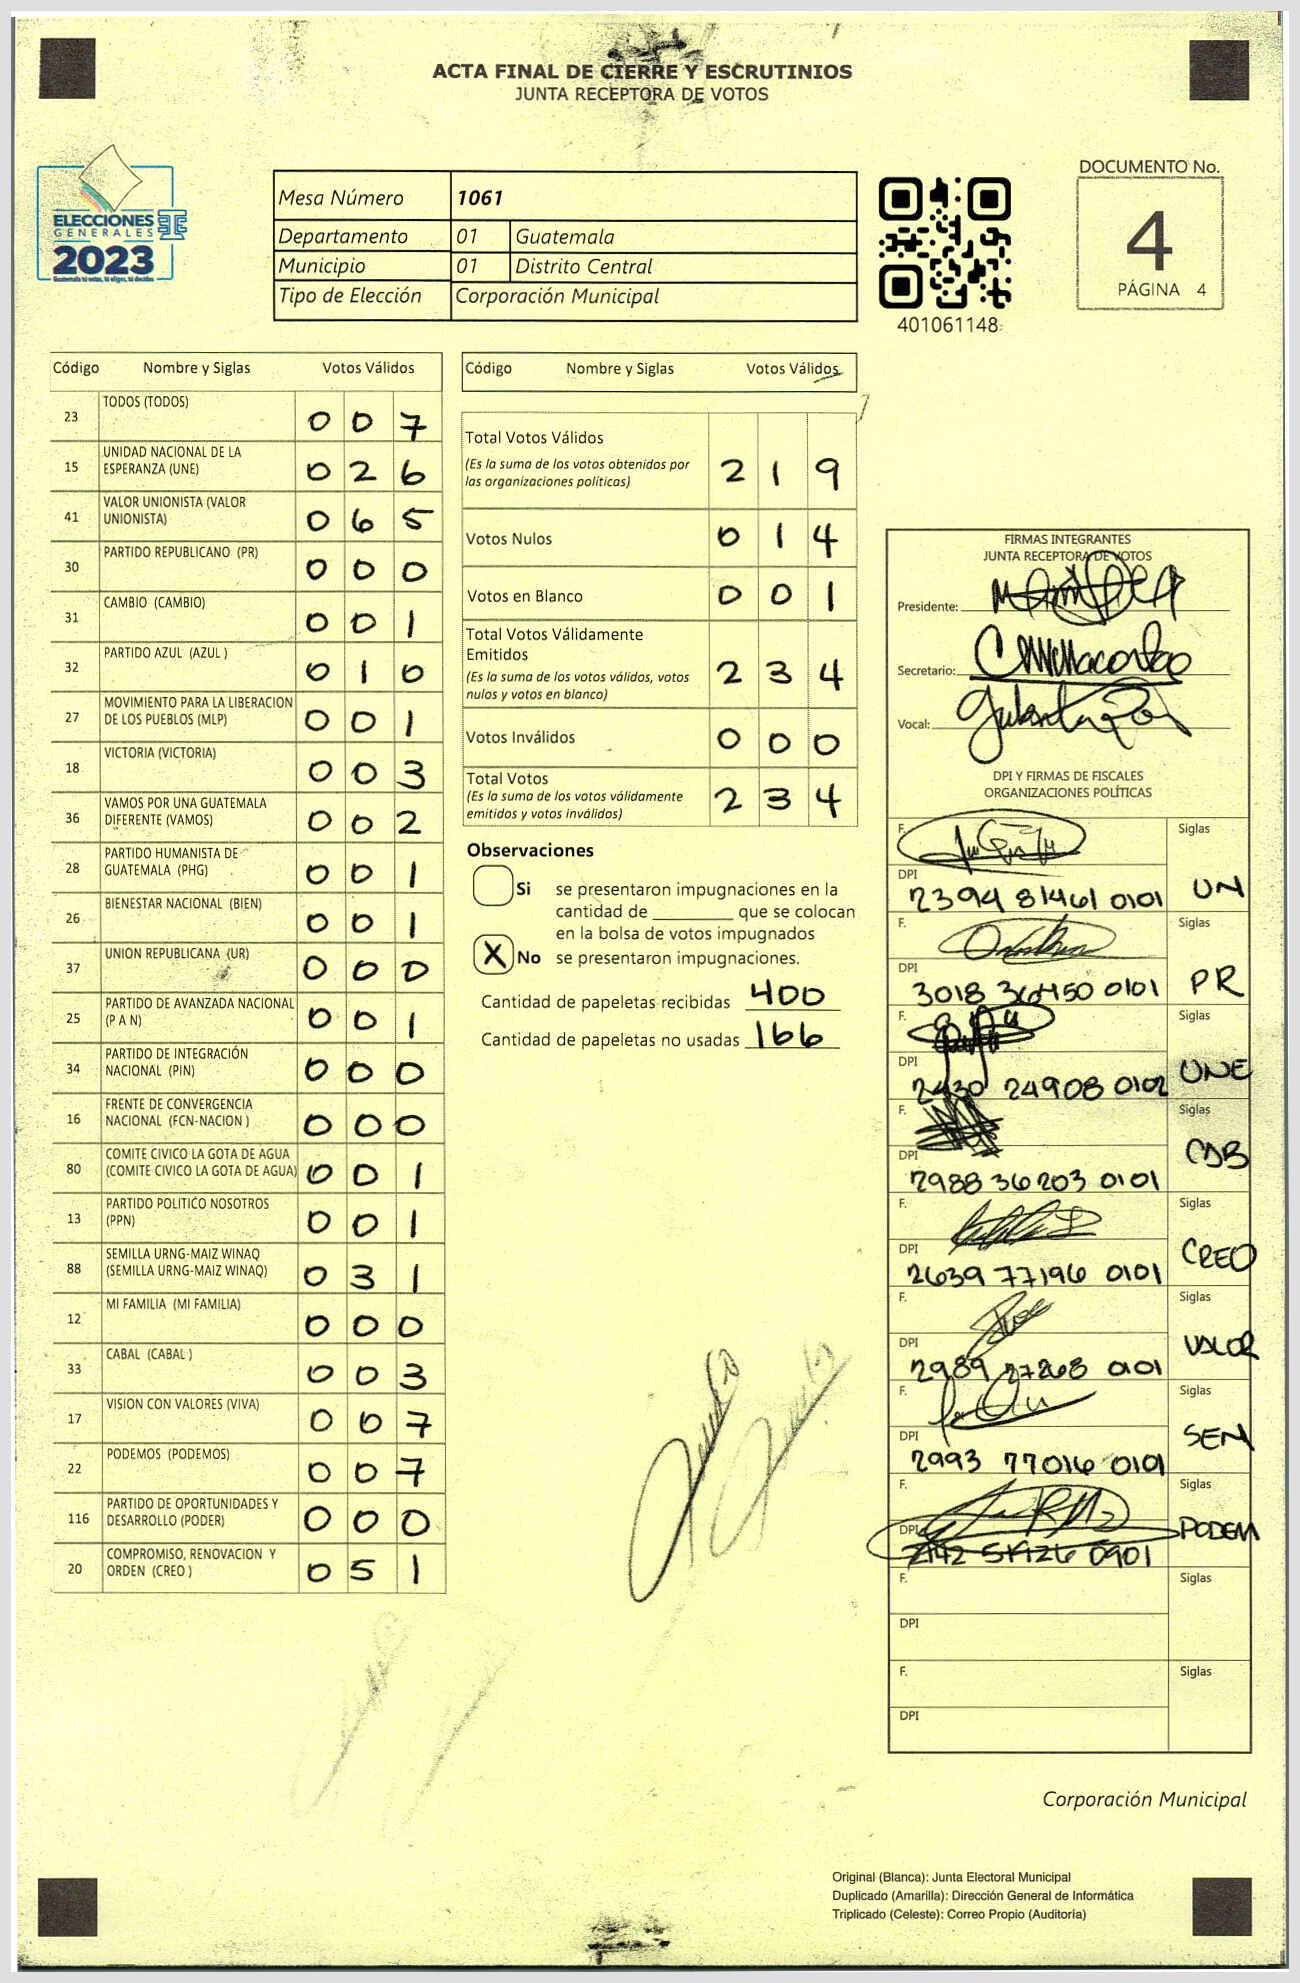 ACTA FINAL DE CIERRE Y ESCRUTINIOS
JUNTA RECEPTORA DE VOTOS
ELECCIONES
GENERALES
2023
Guatemala tú votas, tú eliges, tú decides
Mesa Número 1061
Departamento 01 Guatemala
Municipio 01 Distrito Central
Tipo de Elección Corporación Municipal
401061148
DOCUMENTO No.
4
PÁGINA 4
Código Nombre y Siglas Votos Válidos
23 TODOS (TODOS) 0 0 7
15 UNIDAD NACIONAL DE LA
ESPERANZA (UNE) 0 2 6
41 VALOR UNIONISTA (VALOR
UNIONISTA) 0 6 5
30 PARTIDO REPUBLICANO (PR) 0 0 0
31 CAMBIO (CAMBIO) 0 0 1
32 PARTIDO AZUL (AZUL ) 0 1 0
27 MOVIMIENTO PARA LA LIBERACION
DE LOS PUEBLOS (MLP) 0 0 1
18 VICTORIA (VICTORIA) 0 0 3
36 VAMOS POR UNA GUATEMALA
DIFERENTE (VAMOS) 0 0 2
28 PARTIDO HUMANISTA DE
GUATEMALA (PHG) 0 0 1
26 BIENESTAR NACIONAL (BIEN) 0 0 1
37 UNION REPUBLICANA (UR) 0 0 0
25 PARTIDO DE AVANZADA NACIONAL
(P A N) 0 0 1
34 PARTIDO DE INTEGRACIÓN
NACIONAL (PIN) 0 0 0
16 FRENTE DE CONVERGENCIA
NACIONAL (FCN-NACION ) 0 0 0
80 COMITE CIVICO LA GOTA DE AGUA
(COMITE CIVICO LA GOTA DE AGUA) 0 0 1
13 PARTIDO POLITICO NOSOTROS
(PPN) 0 0 1
88 SEMILLA URNG-MAIZ WINAQ
(SEMILLA URNG-MAIZ WINAQ) 0 3 1
12 MI FAMILIA (MI FAMILIA) 0 0 0
33 CABAL (CABAL ) 0 0 3
17 VISION CON VALORES (VIVA) 0 0 7
22 PODEMOS (PODEMOS) 0 0 7
116 PARTIDO DE OPORTUNIDADES Y
DESARROLLO (PODER) 0 0 0
20 COMPROMISO, RENOVACION Y
ORDEN (CREO ) 0 5 1
Código Nombre y Siglas Votos Válidos
Total Votos Válidos
(Es la suma de los votos obtenidos por
las organizaciones políticas) 2 1 9
Votos Nulos 0 1 4
Votos en Blanco 0 0 1
Total Votos Válidamente
Emitidos
(Es la suma de los votos válidos, votos
nulos y votos en blanco) 2 3 4
Votos Inválidos 0 0 0
Total Votos
(Es la suma de los votos válidamente
emitidos y votos inválidos) 2 3 4
Observaciones
Si se presentaron impugnaciones en la
cantidad de ________ que se colocan
en la bolsa de votos impugnados
X No se presentaron impugnaciones.
Cantidad de papeletas recibidas 400
Cantidad de papeletas no usadas 166
FIRMAS INTEGRANTES
JUNTA RECEPTORA DE VOTOS
Presidente:
Secretario:
Vocal:
DPI Y FIRMAS DE FISCALES
ORGANIZACIONES POLÍTICAS
F. Siglas
DPI
2394 81461 0101 UN
F. Siglas
DPI
3018 36450 0101 PR
F. Siglas
DPI
2430 24908 0102 UNE
F. Siglas
DPI
2988 36203 0101 CDB
F. Siglas
DPI
2639 77196 0101 CREO
F. Siglas
DPI
2989 27268 0101 VALOR
F. Siglas
DPI
2993 77016 0101 SEM
F. Siglas
DPI
0901 PODEM
F. Siglas
DPI
F. Siglas
DPI
Corporación Municipal
Original (Blanca): Junta Electoral Municipal
Duplicado (Amarilla): Dirección General de Informática
Triplicado (Celeste): Correo Propio (Auditoría)